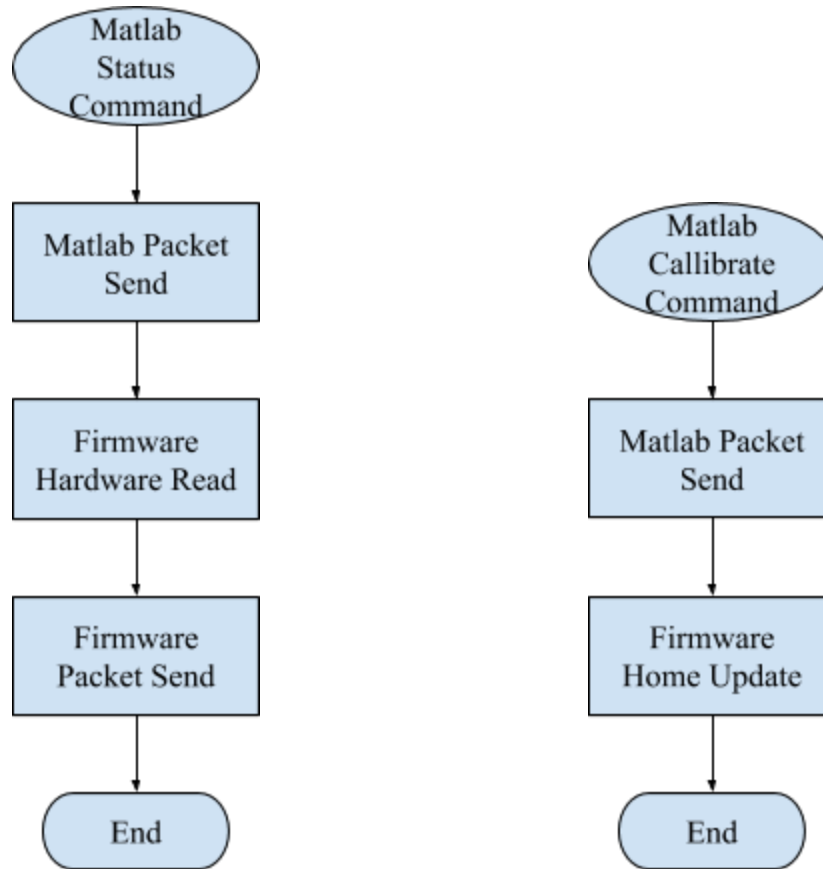 Matlab
Status
Command
Matlab Packet
Send
Firmware
Hardware Read
Firmware
Packet Send
End
Matlab
Callibrate
Command
Matlab Packet
Send
Firmware
Home Update
End